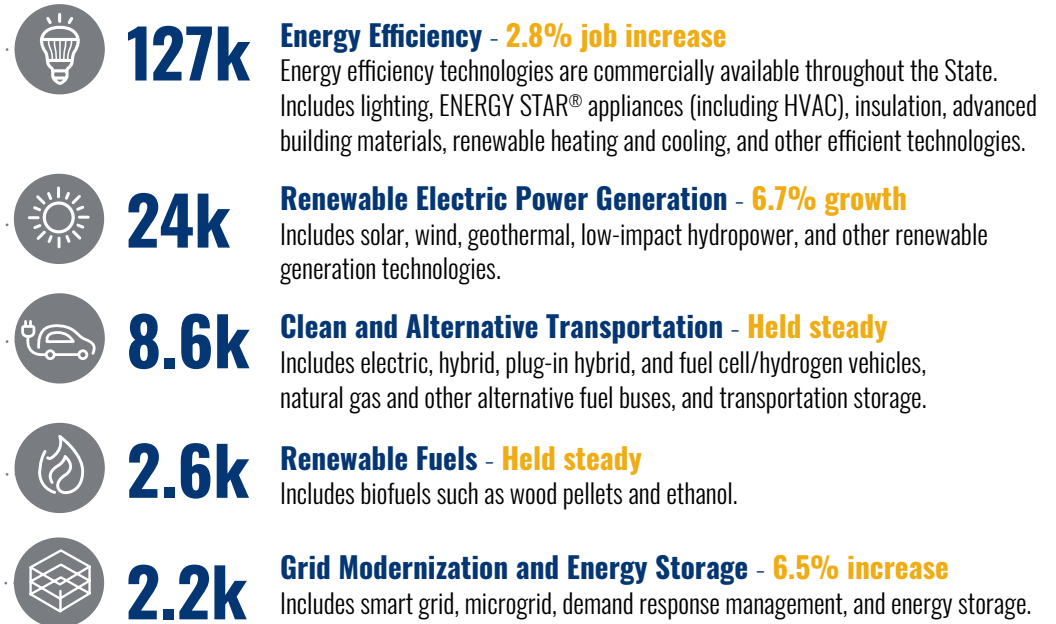 127k
Energy Efficiency - 2.8% job increase
Energy efficiency technologies are commercially available throughout the State.
Includes lighting, ENERGY STAR® appliances (including HVAC), insulation, advanced
building materials, renewable heating and cooling, and other efficient technologies.
24k
Renewable Electric Power Generation - 6.7% growth
Includes solar, wind, geothermal, low-impact hydropower, and other renewable
generation technologies.
8.6k
Clean and Alternative Transportation - Held steady
Includes electric, hybrid, plug-in hybrid, and fuel cell/hydrogen vehicles,
natural gas and other alternative fuel buses, and transportation storage.
2.6k
Renewable Fuels - Held steady
Includes biofuels such as wood pellets and ethanol.
2.2k
Grid Modernization and Energy Storage - 6.5% increase
Includes smart grid, microgrid, demand response management, and energy storage.